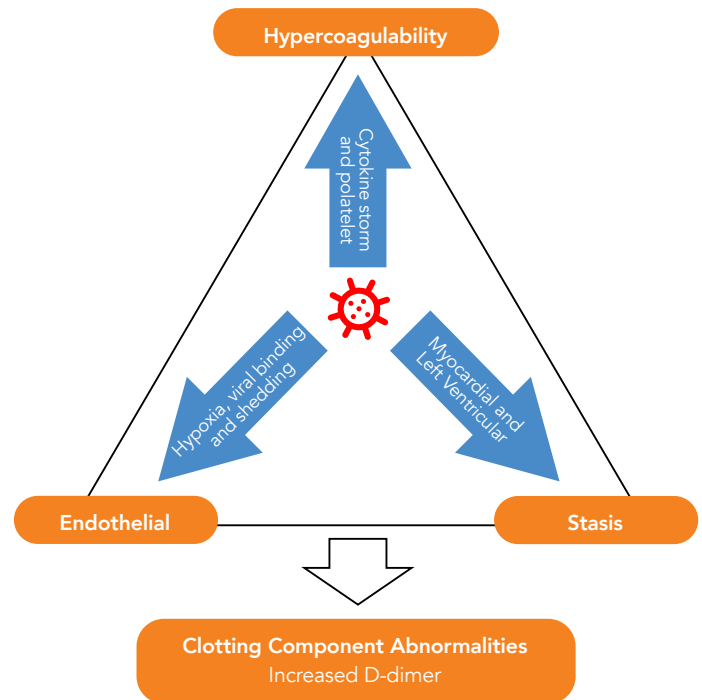 Hypercoagulability
Cytokine storm
and polatelet
Hypoxia, viral binding
and shedding
Myocardial and
Left Ventricular
Endothelial
Stasis
Clotting Component Abnormalities
Increased D-dimer